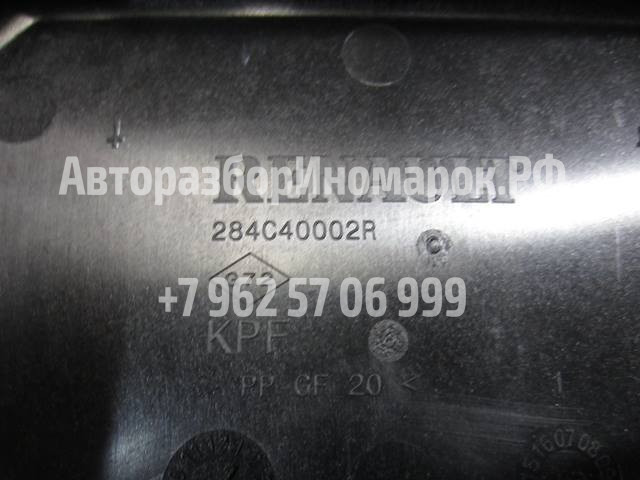 RENAULT
АвторазборИномарок.РФ
284C40002R
+7 962 57 06 999
KPF
PP GF 20 <
1